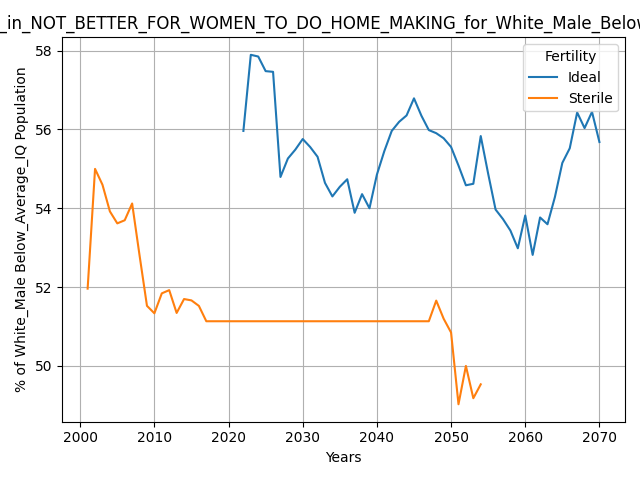 _in_NOT_BETTER_FOR_WOMEN_TO_DO_HOME_MAKING_for_White_Male_Below
Fertility
Ideal
Sterile
% of White_Male Below_Average_IQ Population
58
56
54
52
50
2000 2010 2020 2030 2040 2050 2060 2070
Years